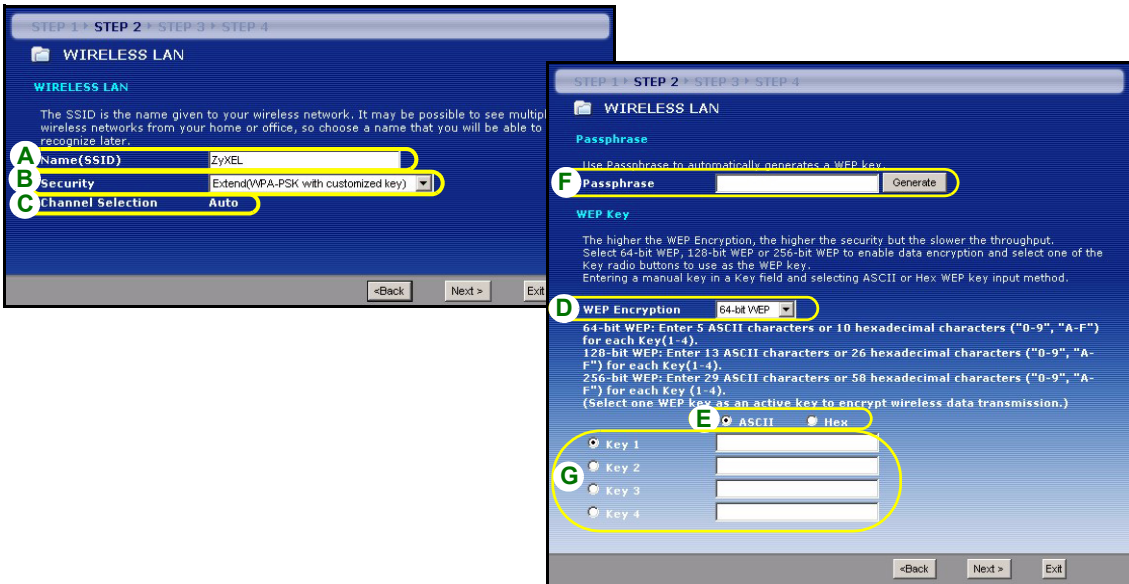 STEP 1 STEP 2 STEP 3 STEP 4
WIRELESS LAN
WIRELESS LAN
The SSID is the name given to your wireless network. It may be possible to see multipl
wireless networks from your home or office, so choose a name that you will be able to
recognize later.
A Name(SSID) ZyXEL
B Security Extend(WPA-PSK with customized key)
C Channel Selection Auto
<Back Next > Exit
STEP 1 STEP 2 STEP 3 STEP 4
WIRELESS LAN
Passphrase
Use Passphrase to automatically generates a WEP key.
F Passphrase Generate
WEP Key
The higher the WEP Encryption, the higher the security but the slower the throughput.
Select 64-bit WEP, 128-bit WEP or 256-bit WEP to enable data encryption and select one of the
Key radio buttons to use as the WEP key.
Entering a manual key in a Key field and selecting ASCII or Hex WEP key input method.
D WEP Encryption 64-bit WEP
64-bit WEP: Enter 5 ASCII characters or 10 hexadecimal characters ("0-9", "A-F")
for each Key(1-4).
128-bit WEP: Enter 13 ASCII characters or 26 hexadecimal characters ("0-9", "A-
F") for each Key(1-4).
256-bit WEP: Enter 29 ASCII characters or 58 hexadecimal characters ("0-9", "A-
F") for each Key (1-4).
(Select one WEP key as an active key to encrypt wireless data transmission.)
E ASCII Hex
Key 1
Key 2
G Key 3
Key 4
<Back Next > Exit